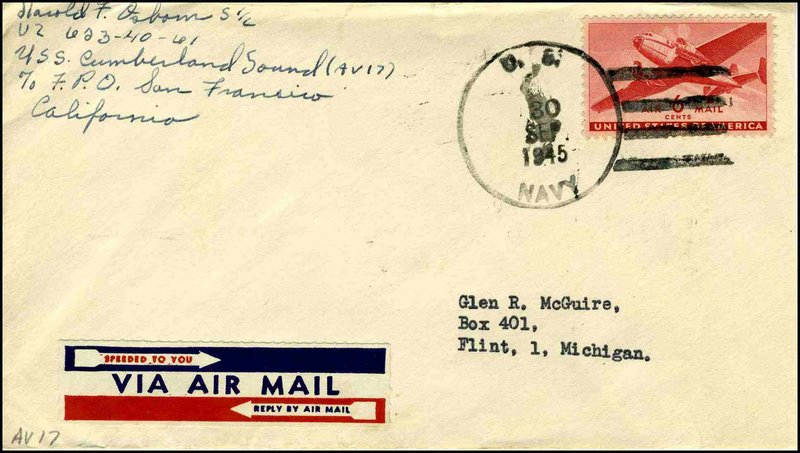 Harold F. Osborn S 1/c
V2 623-40-61
USS. Cumberland Sound (AV17)
℅ F.P.O. San Francisco
California
U. S.
30
SEP
1945
NAVY
AIR 6 MAIL
CENTS
UNITED STATES OF AMERICA
Glen R. McGuire,
Box 401,
Flint, 1, Michigan.
SPEEDED TO YOU
VIA AIR MAIL
REPLY BY AIR MAIL
AV17